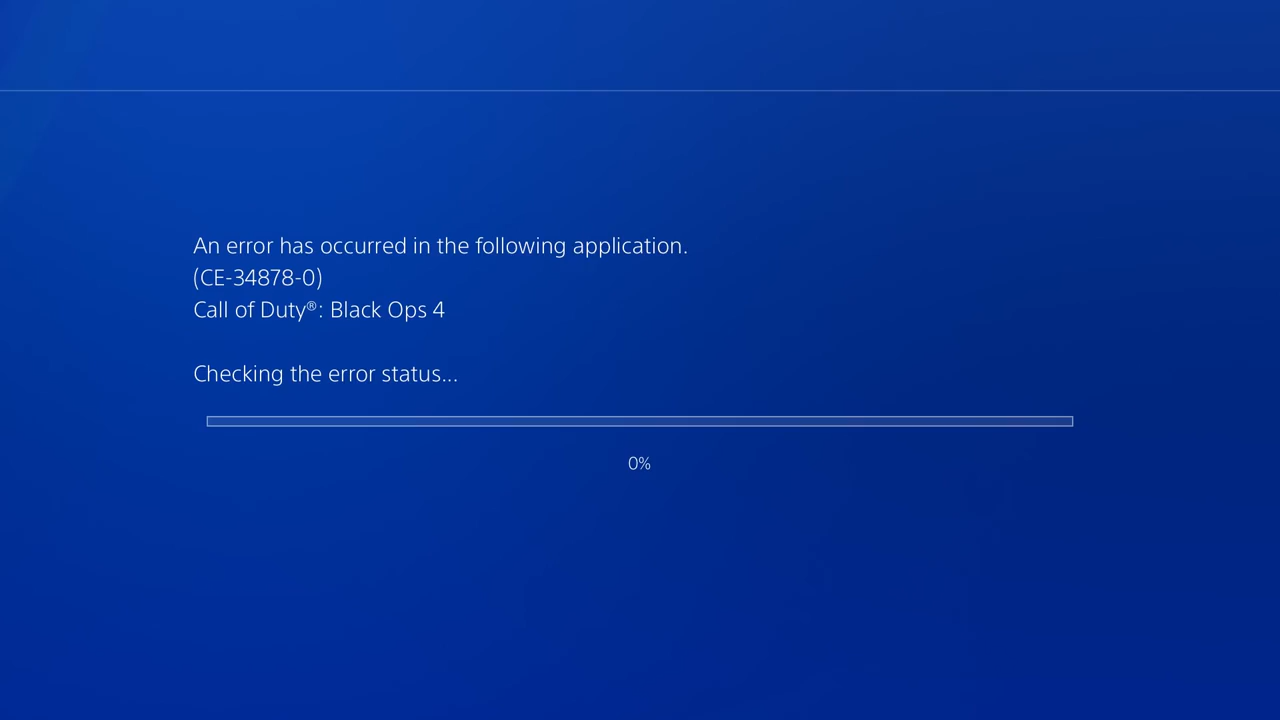 An error has occurred in the following application.
(CE-34878-0)
Call of Duty®: Black Ops 4
Checking the error status...
0%